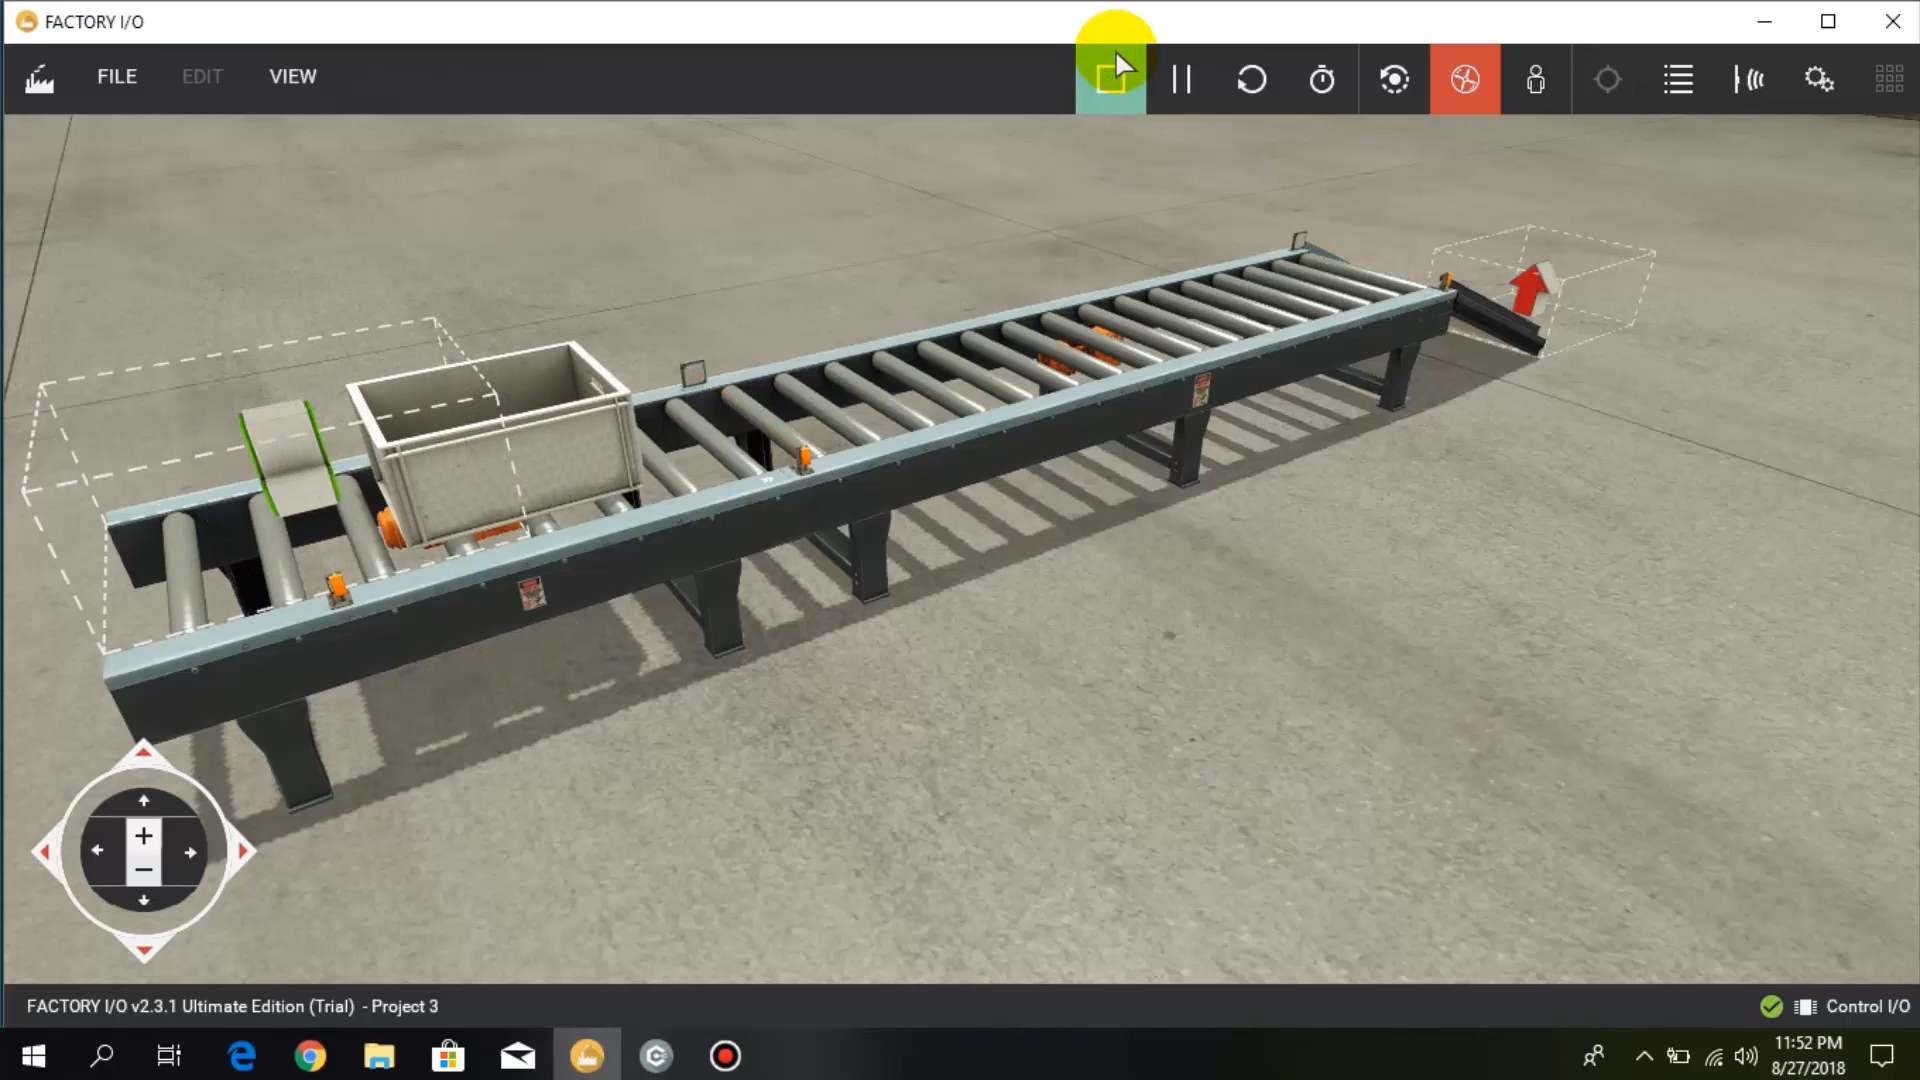 FACTORY I/O
FILE EDIT VIEW
FACTORY I/O v2.3.1 Ultimate Edition (Trial) - Project 3
Control I/O
11:52 PM
8/27/2018